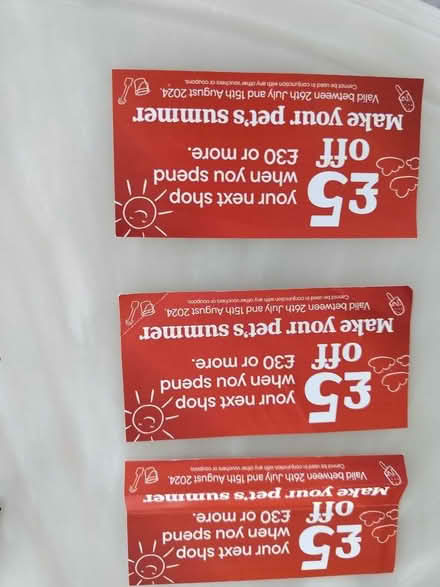 £5 off
your next shop
when you spend
£30 or more.
Make your pet's summer
Valid between 26th July and 15th August 2024.
Cannot be used in conjunction with any other vouchers or coupons.
£5 off
your next shop
when you spend
£30 or more.
Make your pet's summer
Valid between 26th July and 15th August 2024.
Cannot be used in conjunction with any other vouchers or coupons.
£5 off
your next shop
when you spend
£30 or more.
Make your pet's summer
Valid between 26th July and 15th August 2024.
Cannot be used in conjunction with any other vouchers or coupons.